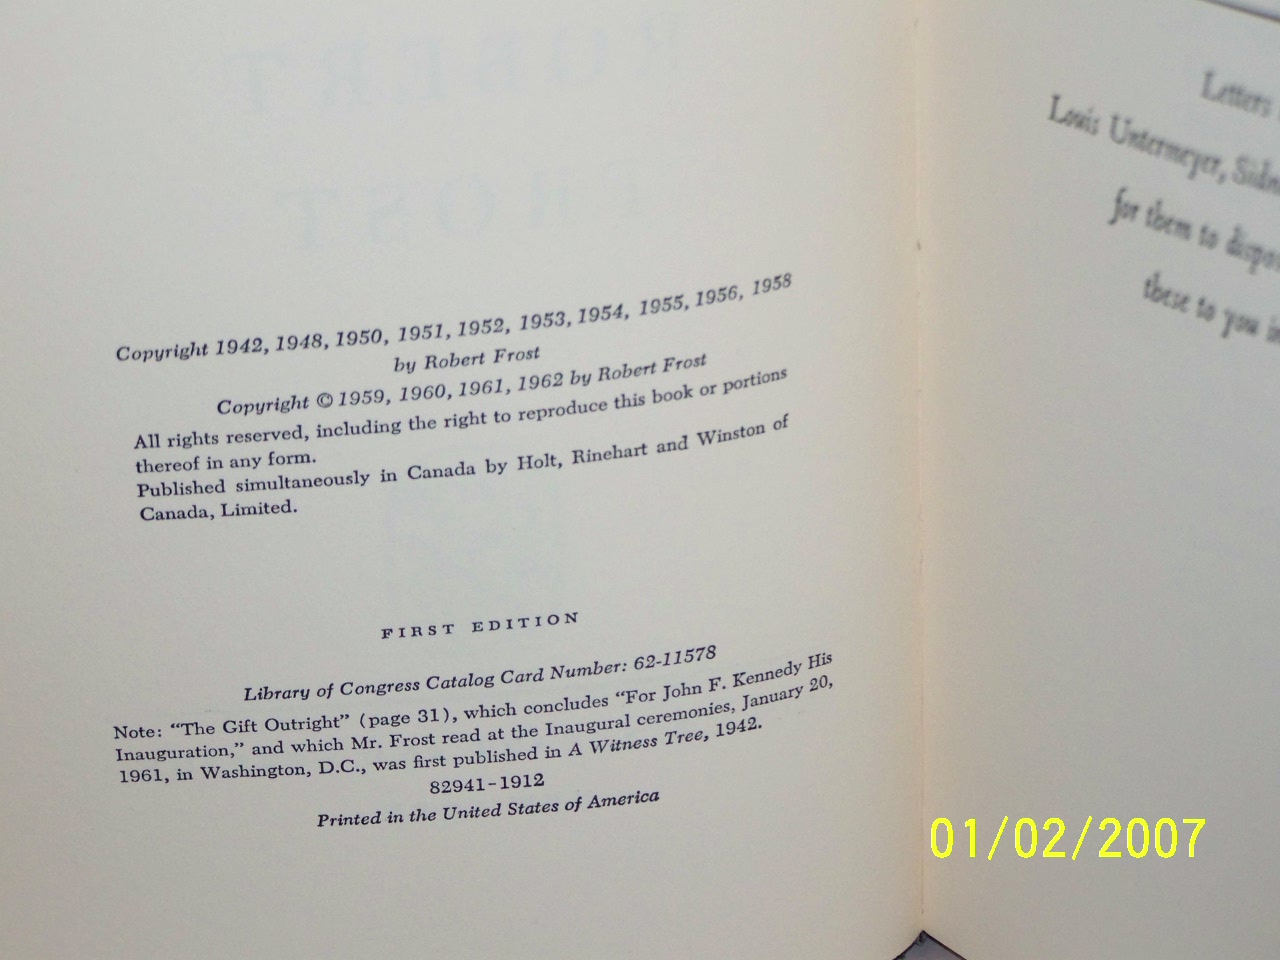 Copyright 1942, 1948, 1950, 1951, 1952, 1953, 1954, 1955, 1956, 1958
by Robert Frost
Copyright © 1959, 1960, 1961, 1962 by Robert Frost
All rights reserved, including the right to reproduce this book or portions
thereof in any form.
Published simultaneously in Canada by Holt, Rinehart and Winston of
Canada, Limited.
FIRST EDITION
Library of Congress Catalog Card Number: 62-11578
Note: "The Gift Outright" (page 31), which concludes "For John F. Kennedy His
Inauguration," and which Mr. Frost read at the Inaugural ceremonies, January 20,
1961, in Washington, D.C., was first published in A Witness Tree, 1942.
82941-1912
Printed in the United States of America
Letters
Louis Untermeyer,
for them to
these to you
01/02/2007